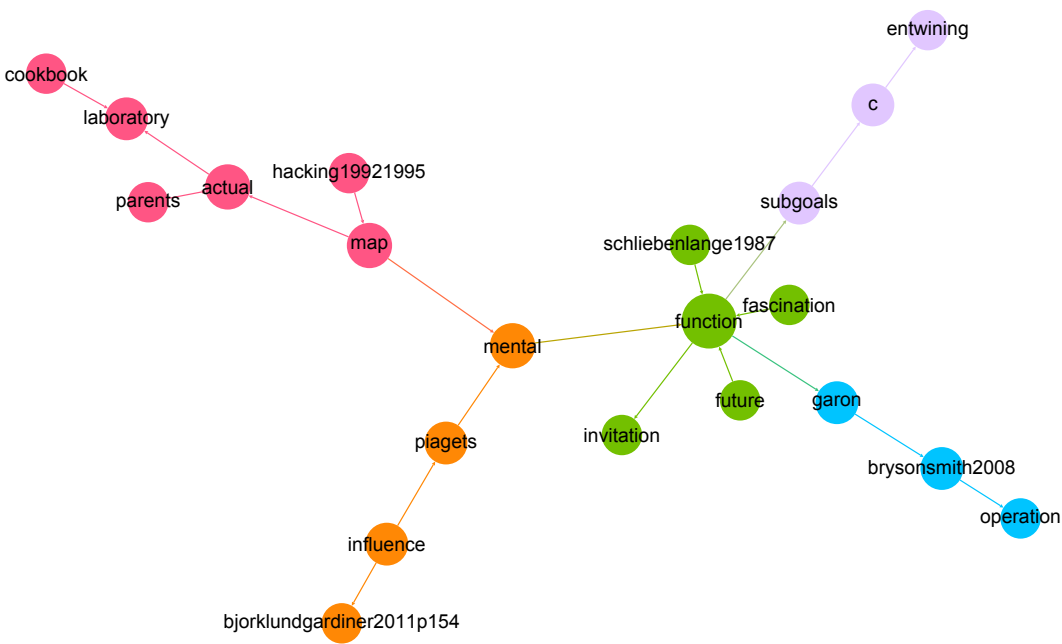 entwining
cookbook
c
laboratory
hacking19921995
actual
parents
subgoals
map
schliebenlange1987
fascination
function
mental
future
garon
invitation
piagets
brysonsmith2008
operation
influence
bjorklundgardiner2011p154